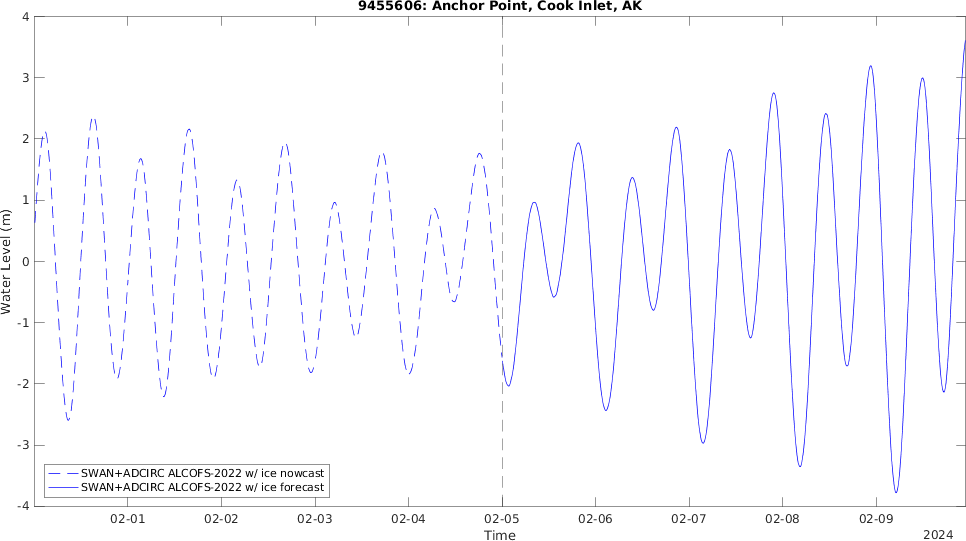 9455606: Anchor Point, Cook Inlet, AK
4
3
2
1
0
-1
-2
-3
-4
Water Level (m)
SWAN+ADCIRC ALCOFS-2022 w/ ice nowcast
SWAN+ADCIRC ALCOFS-2022 w/ ice forecast
02-01 02-02 02-03 02-04 02-05 02-06 02-07 02-08 02-09
Time
2024